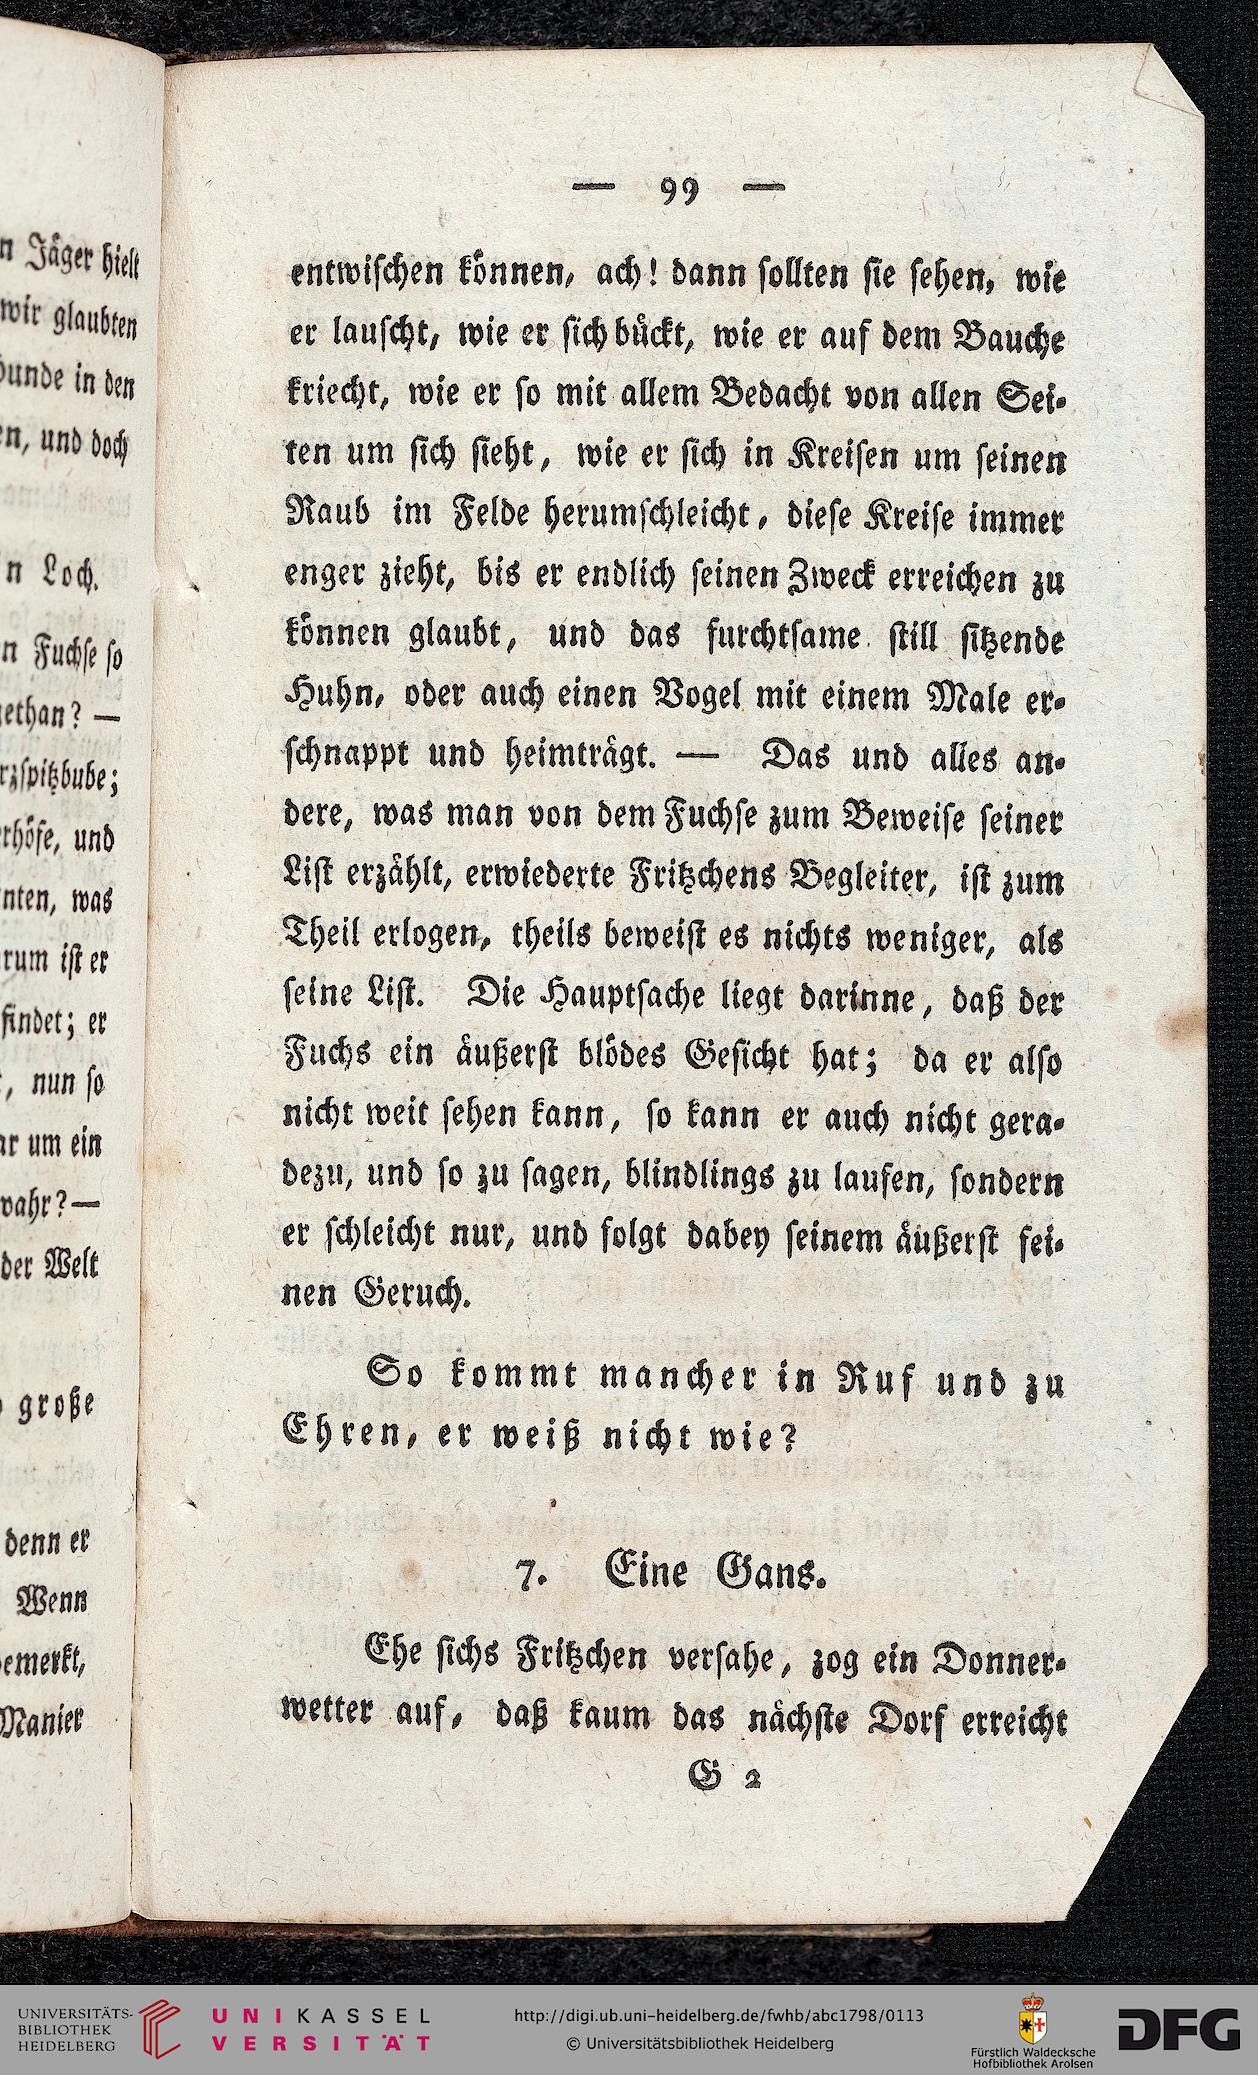 n Jäger hielt
wir glaubten
in den
und doch
n Loch.
n Fuchse so
gethan? —
rzspitzbube;
rthöfe, und
nten, was
rum ist er
findet; er
, nun so
ar um ein
wahr? —
der Welt
große
denn er
Wenn
bemerkt,
Manier
— 99 —
entwischen können, ach! dann sollten sie sehen, wie
er lauscht, wie er sich bückt, wie er auf dem Bauche
kriecht, wie er so mit allem Bedacht von allen Sei-
ten um sich sieht, wie er sich in Kreisen um seinen
Raub im Felde herumschleicht, diese Kreise immer
enger zieht, bis er endlich seinen Zweck erreichen zu
können glaubt, und das furchtsame still sitzende
Huhn, oder auch einen Vogel mit einem Male er-
schnappt und heimträgt. — Das und alles an-
dere, was man von dem Fuchse zum Beweise seiner
List erzählt, erwiederte Fritzchens Begleiter, ist zum
Theil erlogen, theils beweist es nichts weniger, als
seine List. Die Hauptsache liegt darinne, daß der
Fuchs ein äußerst blödes Gesicht hat; da er also
nicht weit sehen kann, so kann er auch nicht gera-
dezu, und so zu sagen, blindlings zu laufen, sondern
er schleicht nur, und folgt dabey seinem äußerst fei-
nen Geruch.
So kommt mancher in Ruf und zu
Ehren, er weiß nicht wie?
7. Eine Gans.
Ehe sichs Fritzchen versahe, zog ein Donner-
wetter auf, daß kaum das nächste Dorf erreicht
G 2
UNIVERSITÄTS-
BIBLIOTHEK
HEIDELBERG
UNIKASSEL
VERSITÄT
http://digi.ub.uni-heidelberg.de/fwhb/abc1798/0113
© Universitätsbibliothek Heidelberg
Fürstlich Waldecksche
Hofbibliothek Arolsen
DFG